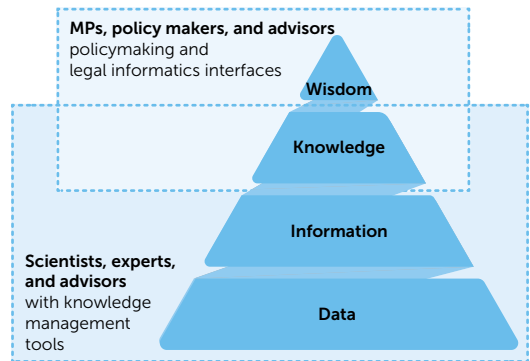 MPs, policy makers, and advisors
policymaking and
legal informatics interfaces
Wisdom
Knowledge
Information
Scientists, experts,
and advisors
with knowledge
management
tools
Data